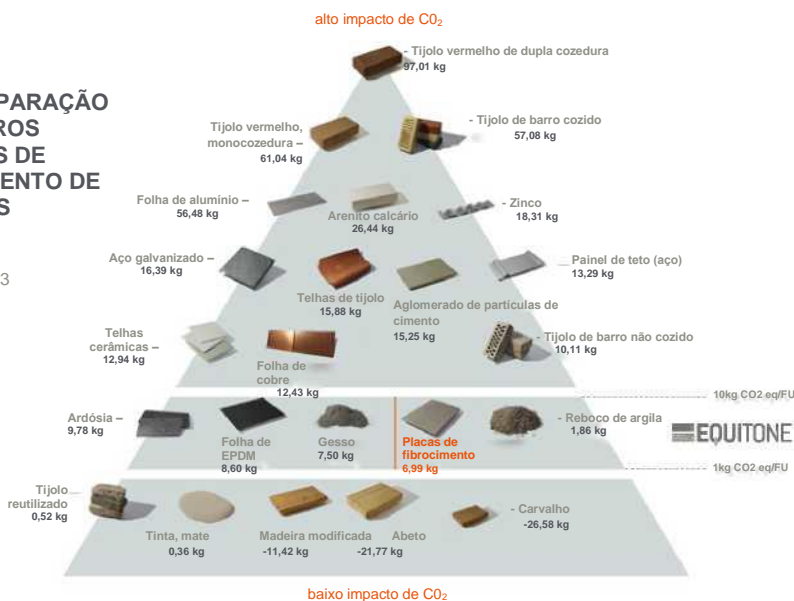 alto impacto de C0₂
- Tijolo vermelho de dupla cozedura
97,01 kg
PARAÇÃO
ROS
S DE
ENTO DE
S
3
Tijolo vermelho,
monocozedura –
61,04 kg
- Tijolo de barro cozido
57,08 kg
Folha de alumínio –
56,48 kg
Arenito calcário
26,44 kg
- Zinco
18,31 kg
Aço galvanizado –
16,39 kg
Telhas de tijolo
15,88 kg
Aglomerado de partículas de
cimento
15,25 kg
Painel de teto (aço)
13,29 kg
Telhas
cerâmicas –
12,94 kg
Folha de
cobre
12,43 kg
- Tijolo de barro não cozido
10,11 kg
10kg CO2 eq/FU
Ardósia –
9,78 kg
Folha de
EPDM
8,60 kg
Gesso
7,50 kg
Placas de
fibrocimento
6,99 kg
- Reboco de argila
1,86 kg
EQUITONE
1kg CO2 eq/FU
Tijolo
reutilizado
0,52 kg
Tinta, mate
0,36 kg
Madeira modificada
-11,42 kg
Abeto
-21,77 kg
- Carvalho
-26,58 kg
baixo impacto de C0₂